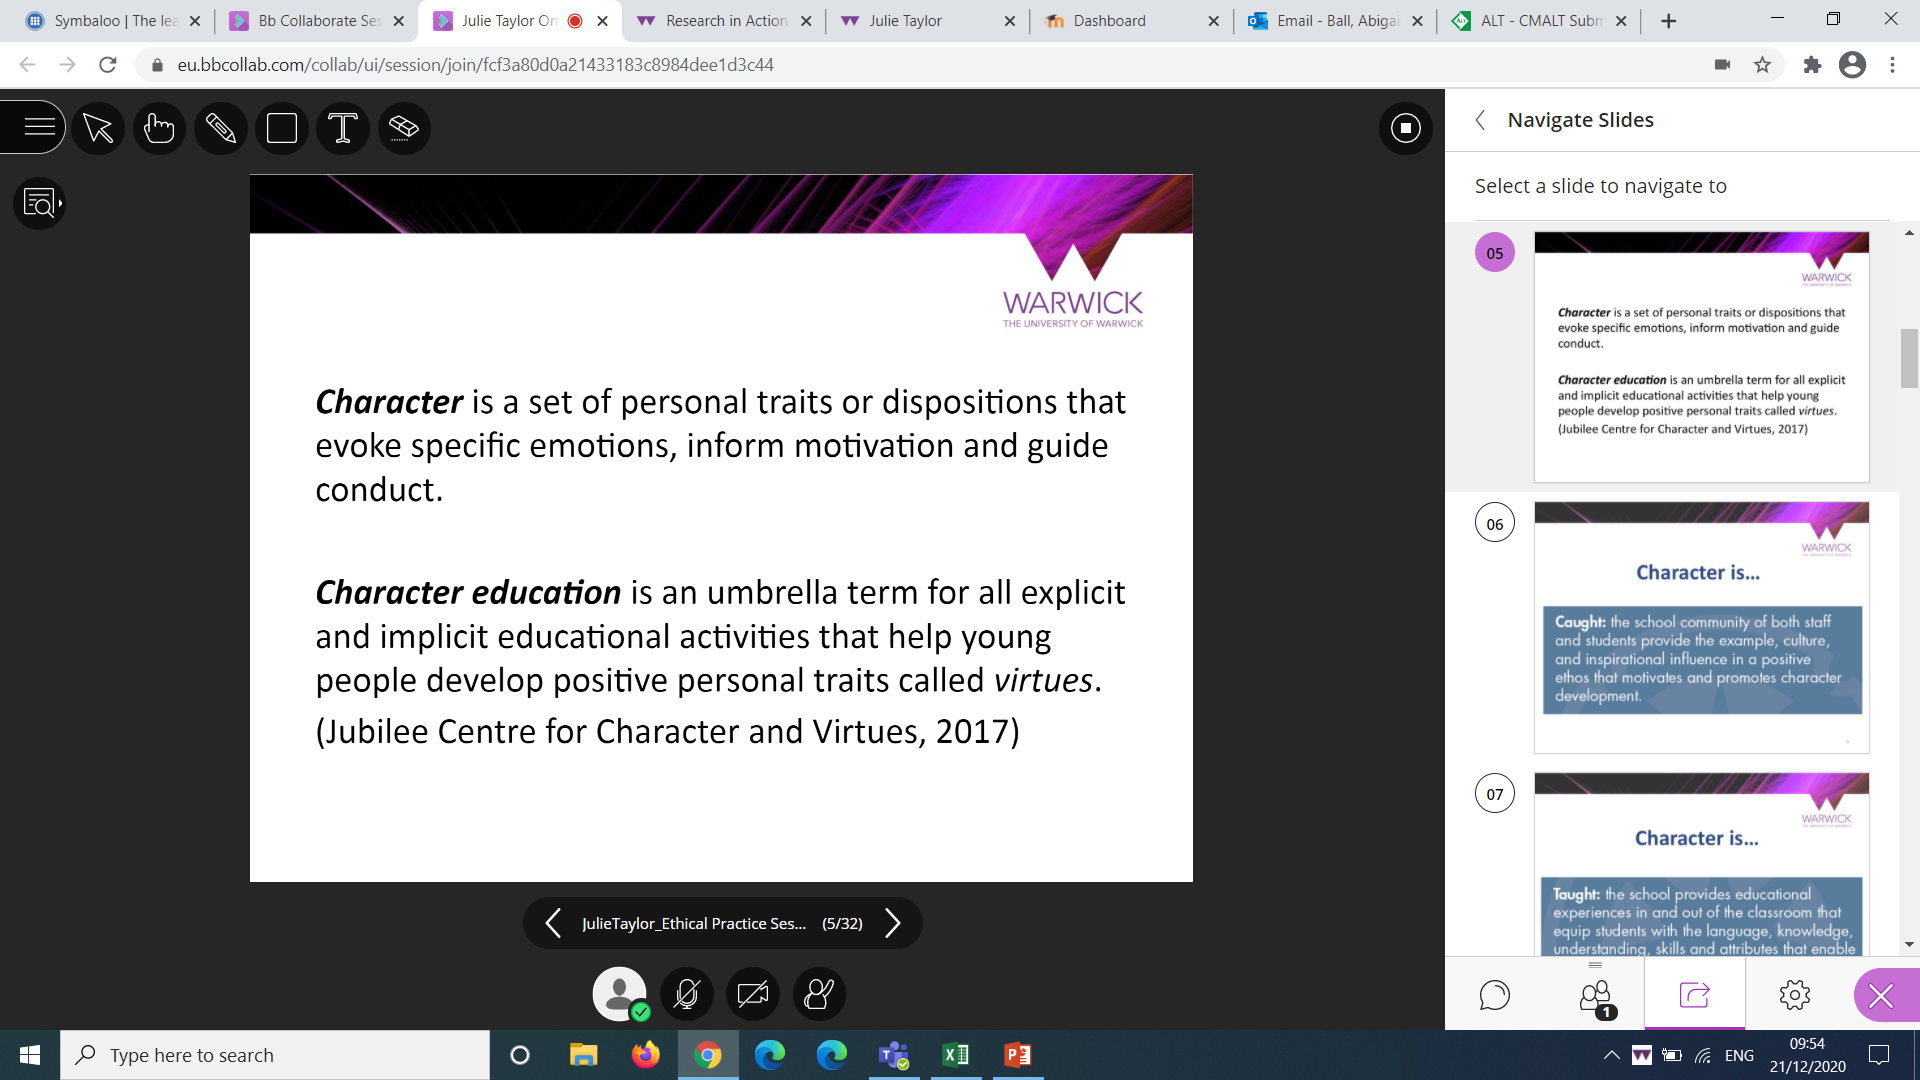 Symbaloo | The lea
Bb Collaborate Ses
Julie Taylor On
Research in Action
Julie Taylor
Dashboard
Email - Ball, Abigai
ALT - CMALT Subm
eu.bbcollab.com/collab/ui/session/join/fcf3a80d0a21433183c8984dee1d3c44
WARWICK
THE UNIVERSITY OF WARWICK
Character is a set of personal traits or dispositions that
evoke specific emotions, inform motivation and guide
conduct.
Character education is an umbrella term for all explicit
and implicit educational activities that help young
people develop positive personal traits called virtues.
(Jubilee Centre for Character and Virtues, 2017)
JulieTaylor_Ethical Practice Ses... (5/32)
Navigate Slides
Select a slide to navigate to
05
WARWICK
THE UNIVERSITY OF WARWICK
Character is a set of personal traits or dispositions that
evoke specific emotions, inform motivation and guide
conduct.
Character education is an umbrella term for all explicit
and implicit educational activities that help young
people develop positive personal traits called virtues.
(Jubilee Centre for Character and Virtues, 2017)
06
WARWICK
Character is...
Caught: the school community of both staff
and students provide the example, culture,
and inspirational influence in a positive
ethos that motivates and promotes character
development.
07
WARWICK
Character is...
Taught: the school provides educational
experiences in and out of the classroom that
equip students with the language, knowledge,
understanding, skills and attributes that enable
1
Type here to search
ENG
09:54
21/12/2020